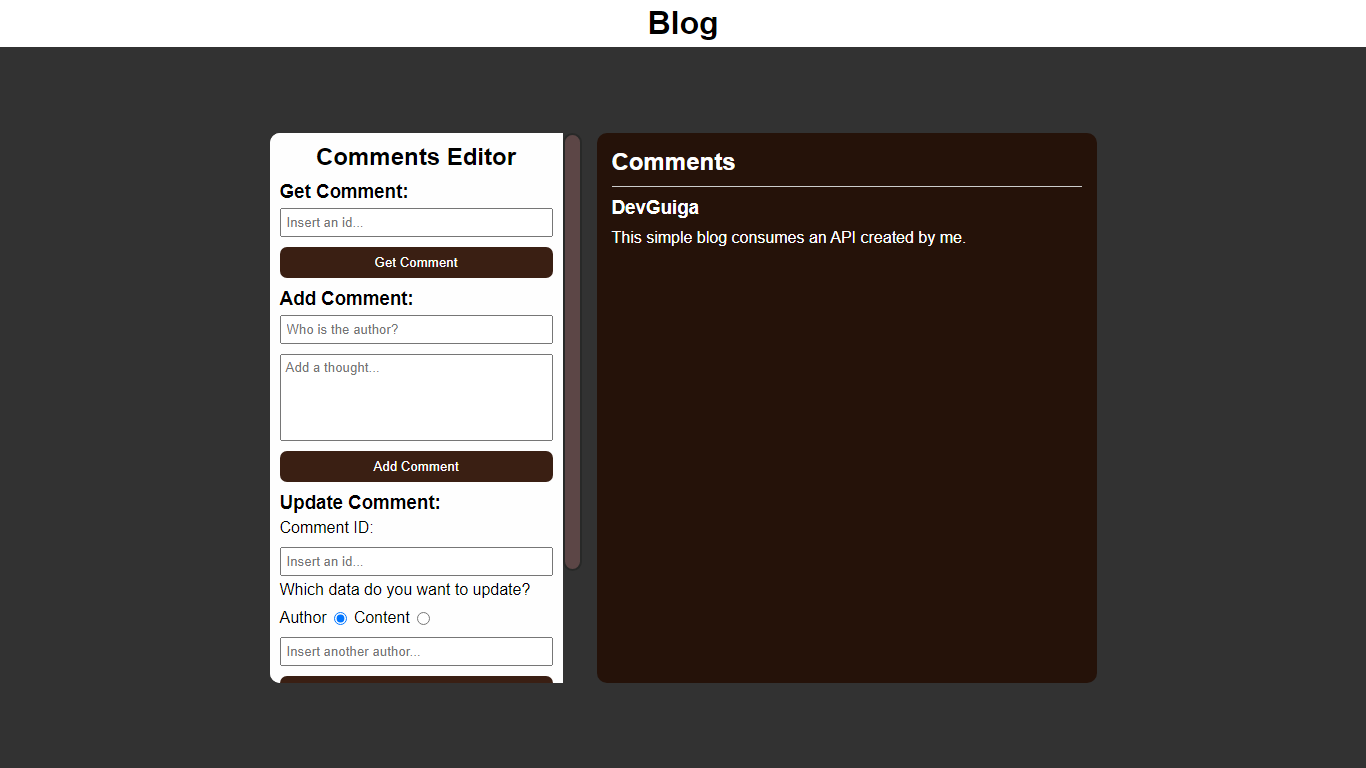 Blog
Comments Editor
Get Comment:
Insert an id...
Get Comment
Add Comment:
Who is the author?
Add a thought...
Add Comment
Update Comment:
Comment ID:
Insert an id...
Which data do you want to update?
Author Content
Insert another author...
Comments
DevGuiga
This simple blog consumes an API created by me.